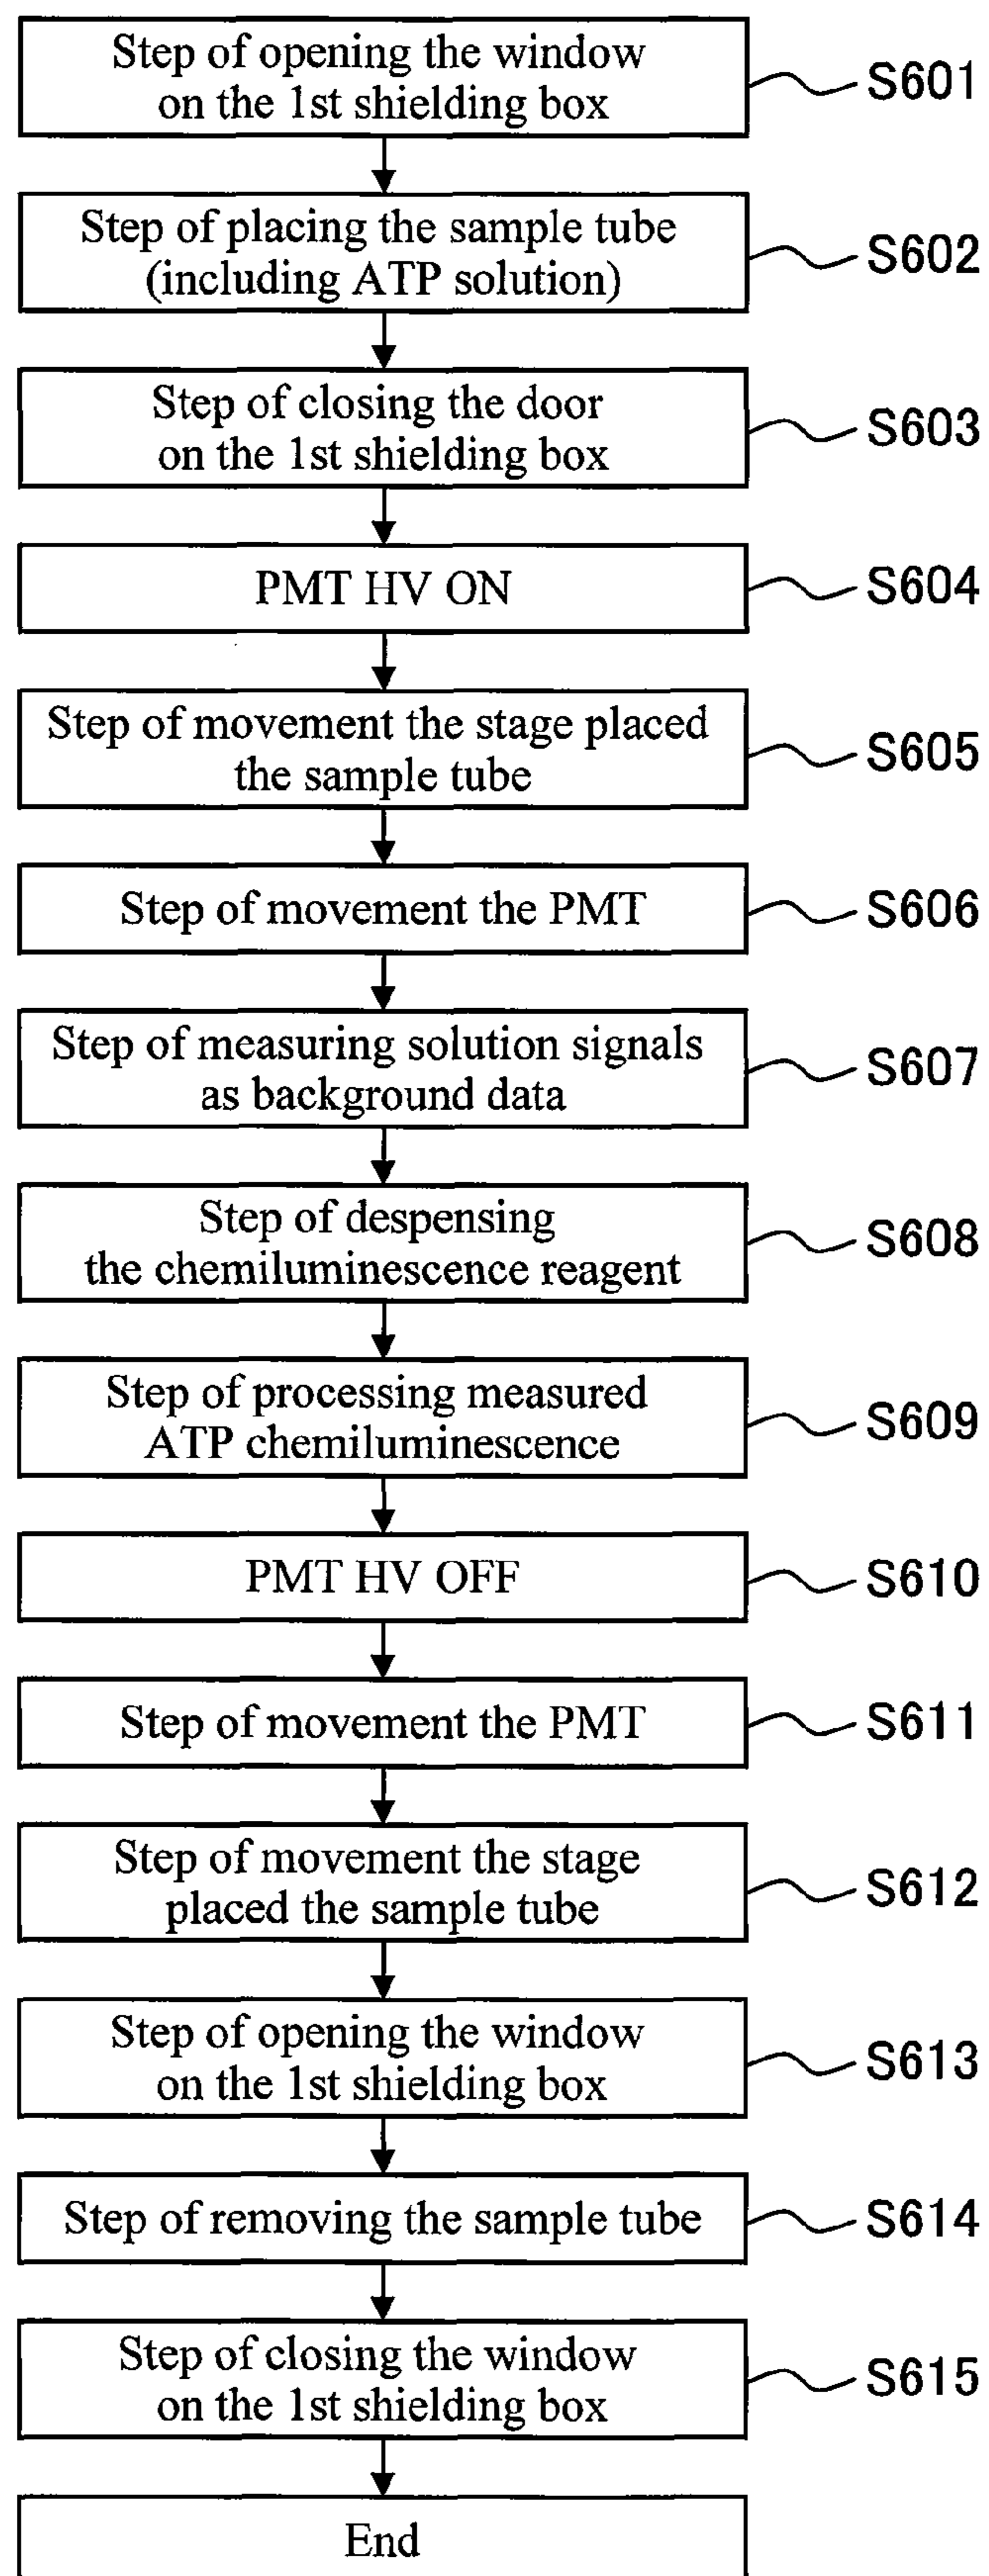 Step of opening the window
on the 1st shielding box
S601
Step of placing the sample tube
(including ATP solution)
S602
Step of closing the door
on the 1st shielding box
S603
PMT HV ON
S604
Step of movement the stage placed
the sample tube
S605
Step of movement the PMT
S606
Step of measuring solution signals
as background data
S607
Step of despensing
the chemiluminescence reagent
S608
Step of processing measured
ATP chemiluminescence
S609
PMT HV OFF
S610
Step of movement the PMT
S611
Step of movement the stage
placed the sample tube
S612
Step of opening the window
on the 1st shielding box
S613
Step of removing the sample tube
S614
Step of closing the window
on the 1st shielding box
S615
End